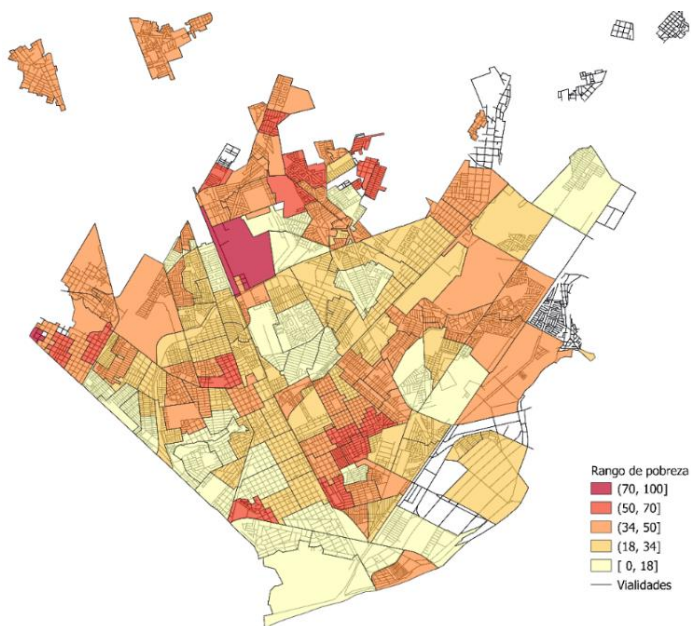 Rango de pobreza
(70, 100]
(50, 70]
(34, 50]
(18, 34]
[ 0, 18]
Vialidades